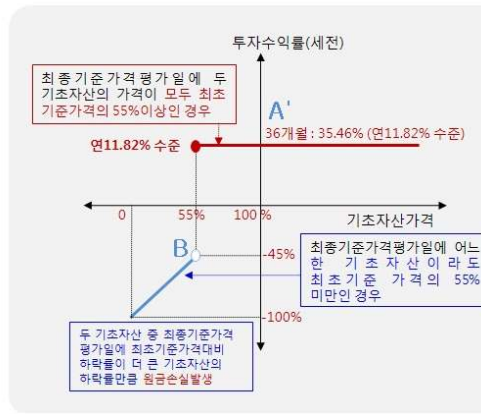 투자수익률(세전)
최종기준가격평가일에 두
기초자산의 가격이 모두 최초
기준가격의 55%이상인 경우
A'
36개월 : 35.46% (연11.82% 수준)
연11.82% 수준
0
55%
100 %
기초자산가격
B
-45%
최종기준가격평가일에 어느
한 기초자산이라도
최초기준 가격의 55%
미만인경우
-100%
두 기초자산 중 최종기준가격
평가일에 최초기준가격대비
하락률이 더 큰 기초자산의
하락률만큼 원금손실발생